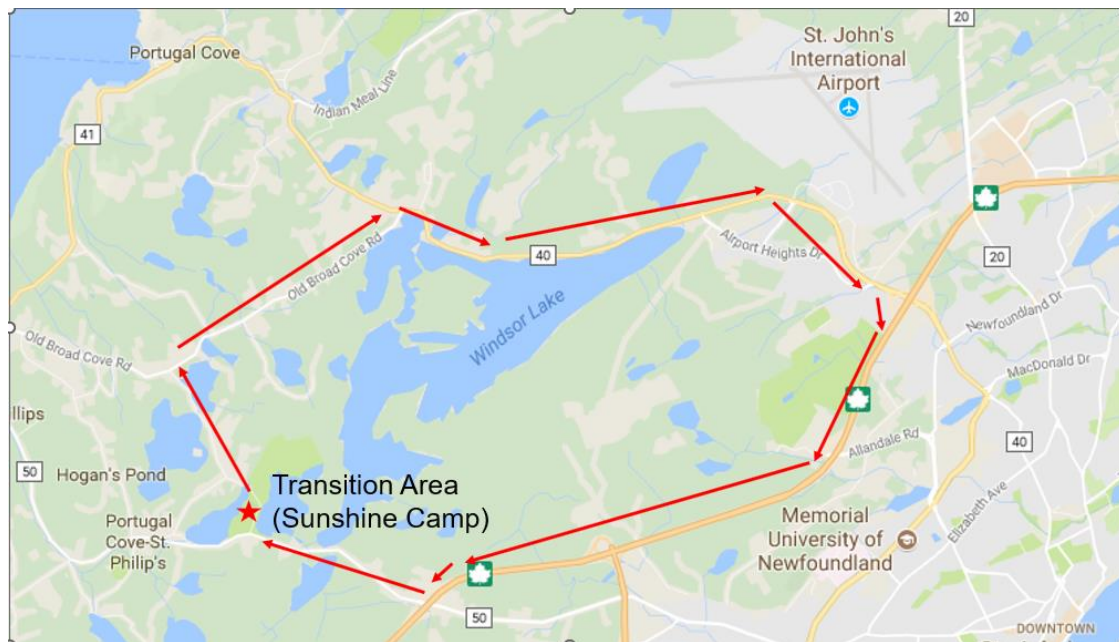 20
Portugal Cove
St. John's
International
Airport
Indian Meal Line
41
40
Airport Heights Dr
Old Broad Cove Rd
20
Windsor Lake
Newfoundland Dr
Old Broad Cove Rd
MacDonald Dr
llips
Allandale Rd
40
50
Hogan's Pond
Transition Area
(Sunshine Camp)
Elizabeth Ave
Portugal
Cove-St.
Philip's
Memorial
University of
Newfoundland
50
DOWNTOWN